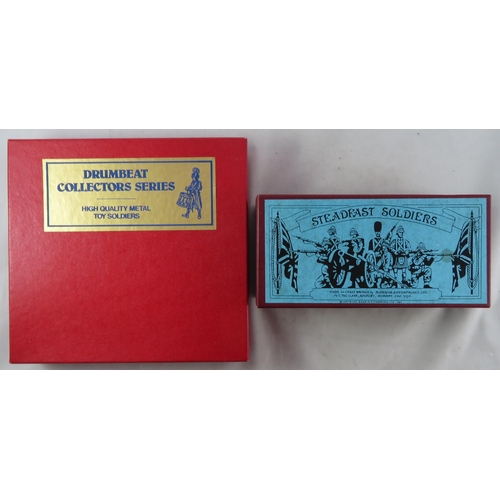 DRUMBEAT
COLLECTORS SERIES
HIGH QUALITY METAL
TOY SOLDIERS
STEADFAST SOLDIERS